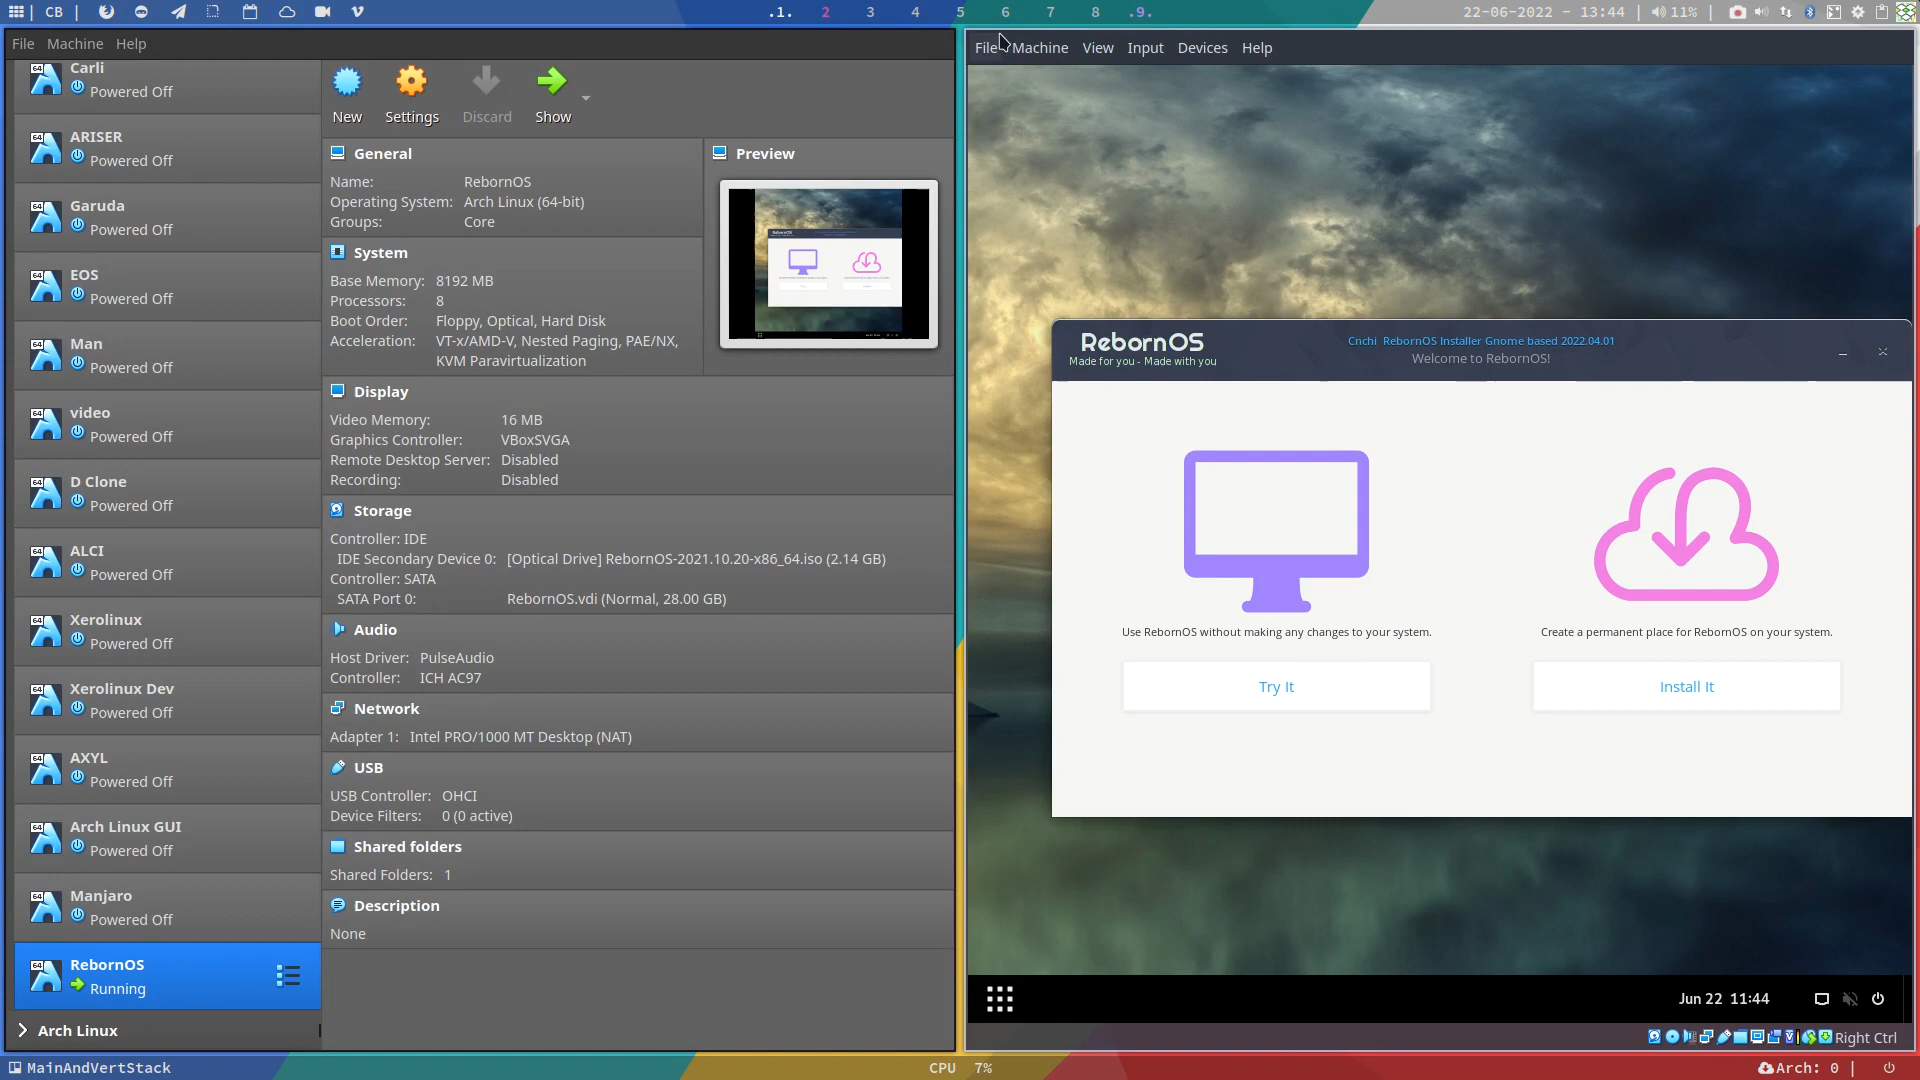 CB
.1. 2 3 4 5 6 7 8 .9.
22-06-2022 - 13:44 | 11% |
File Machine Help
Carli
Powered Off
ARISER
Powered Off
Garuda
Powered Off
EOS
Powered Off
Man
Powered Off
video
Powered Off
D Clone
Powered Off
ALCI
Powered Off
Xerolinux
Powered Off
Xerolinux Dev
Powered Off
AXYL
Powered Off
Arch Linux GUI
Powered Off
Manjaro
Powered Off
RebornOS
Running
Arch Linux
New Settings Discard Show
General
Name: RebornOS
Operating System: Arch Linux (64-bit)
Groups: Core
System
Base Memory: 8192 MB
Processors: 8
Boot Order: Floppy, Optical, Hard Disk
Acceleration: VT-x/AMD-V, Nested Paging, PAE/NX,
KVM Paravirtualization
Preview
Display
Video Memory: 16 MB
Graphics Controller: VBoxSVGA
Remote Desktop Server: Disabled
Recording: Disabled
Storage
Controller: IDE
IDE Secondary Device 0: [Optical Drive] RebornOS-2021.10.20-x86_64.iso (2.14 GB)
Controller: SATA
SATA Port 0: RebornOS.vdi (Normal, 28.00 GB)
Audio
Host Driver: PulseAudio
Controller: ICH AC97
Network
Adapter 1: Intel PRO/1000 MT Desktop (NAT)
USB
USB Controller: OHCI
Device Filters: 0 (0 active)
Shared folders
Shared Folders: 1
Description
None
File Machine View Input Devices Help
RebornOS
Made for you - Made with you
Cnchi RebornOS Installer Gnome based 2022.04.01
Welcome to RebornOS!
Use RebornOS without making any changes to your system.
Try It
Create a permanent place for RebornOS on your system.
Install It
Jun 22 11:44
Right Ctrl
MainAndVertStack
CPU 7%
Arch: 0 |